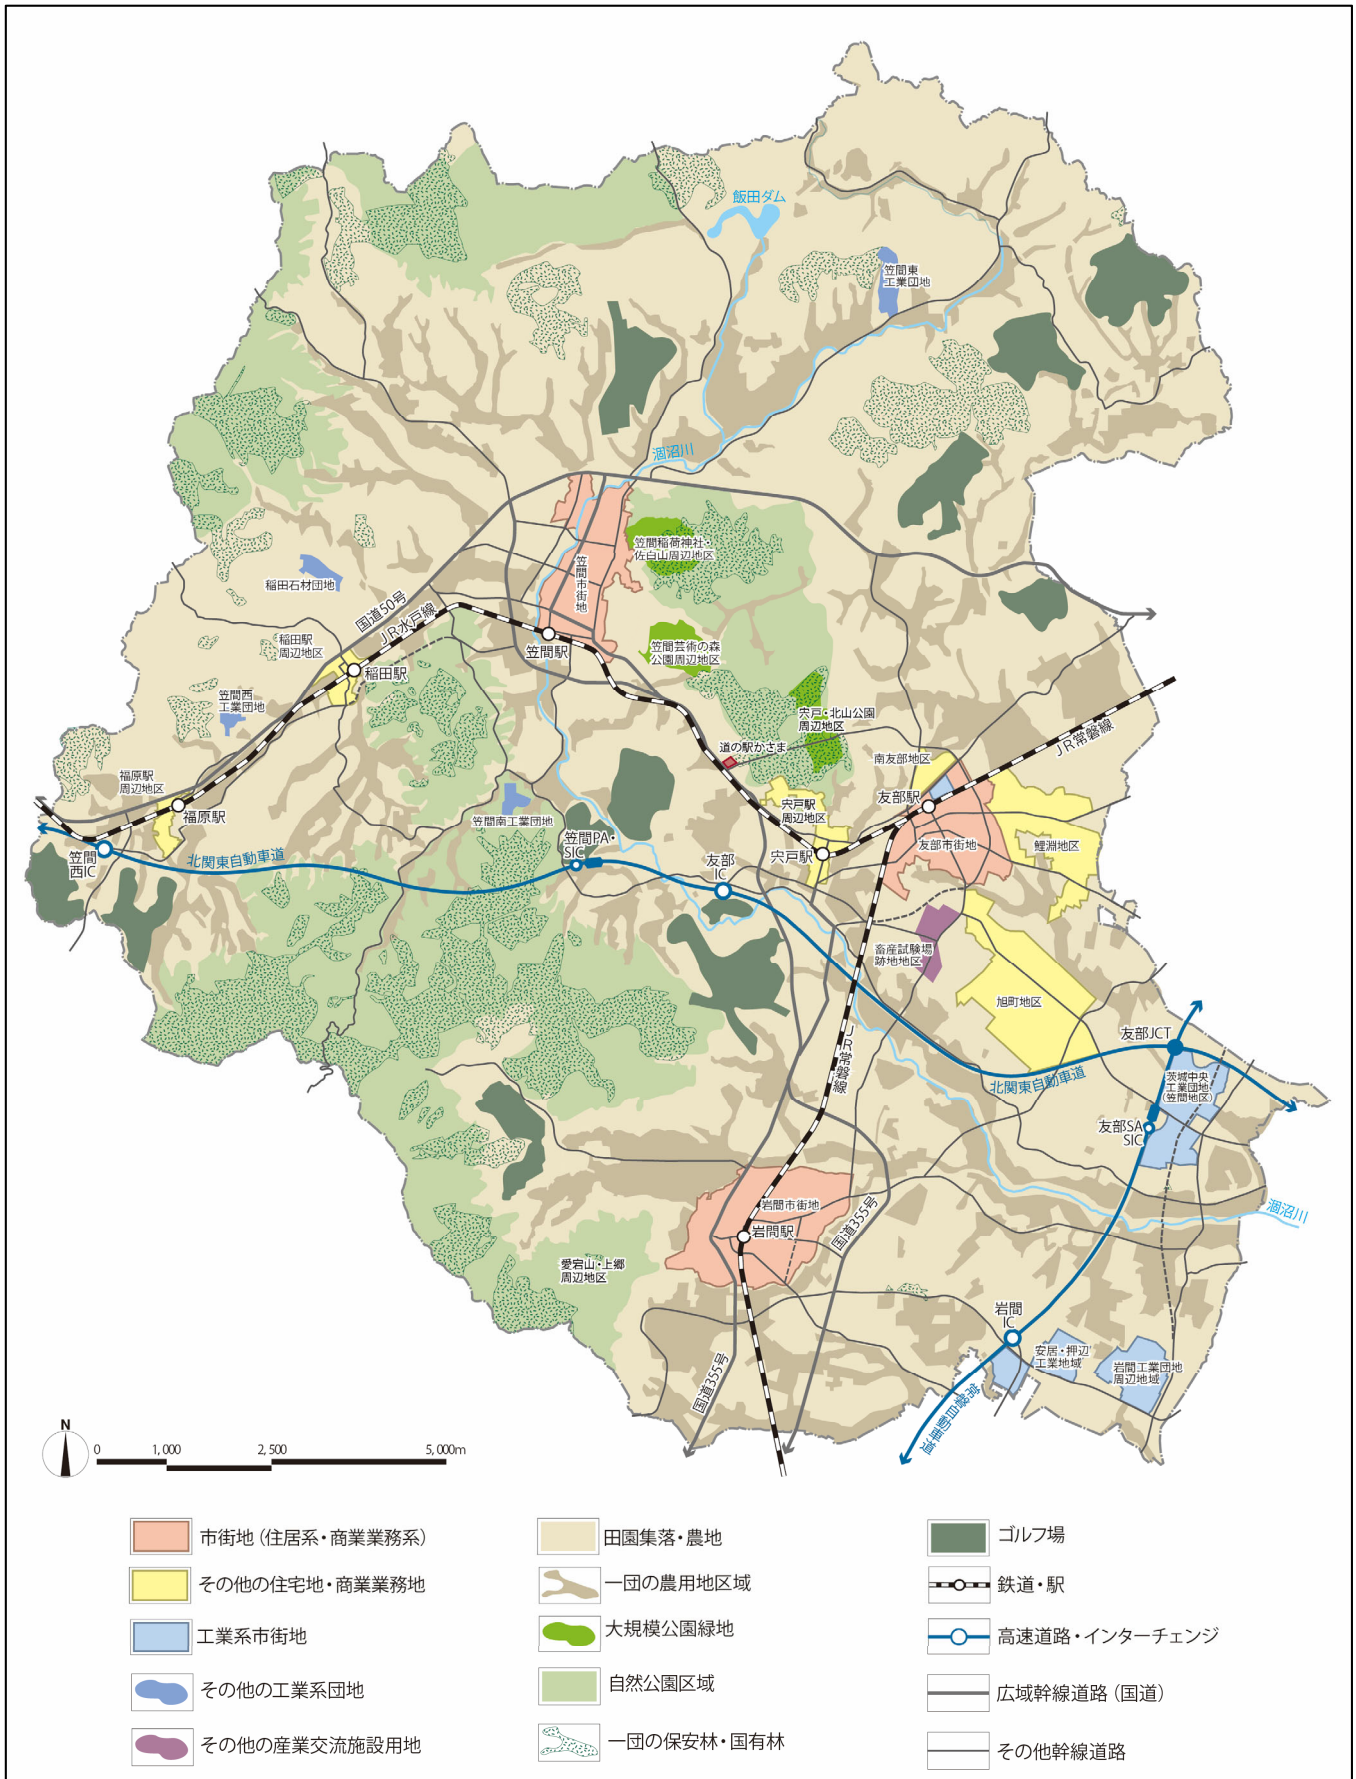 飯田ダム
笠間東
工業団地
涸沼川
笠間稲荷神社・
佐白山周辺地区
笠間市街地
稲田石材団地
国道50号
JR水戸線
稲田駅
周辺地区
稲田駅
笠間駅
笠間芸術の森
公園周辺地区
笠間西
工業団地
宍戸・北山公園
周辺地区
道の駅かさま
JR常磐線
南友部地区
福原駅
周辺地区
福原駅
友部駅
宍戸駅
周辺地区
笠間南工業団地
笠間PA・
SIC
友部市街地
鯉淵地区
笠間
西IC
北関東自動車道
友部
IC
宍戸駅
畜産試験場
跡地地区
旭町地区
JR常磐線
友部JCT
北関東自動車道
茨城中央
工業団地
(笠間地区)
友部SA
SIC
岩間市街地
岩間駅
国道355号
涸沼川
愛宕山・上郷
周辺地区
岩間
IC
安居・押辺
工業地域
岩間工業団地
周辺地域
国道355号
常磐自動車道
N
0 1,000 2,500 5,000m
市街地(住居系・商業業務系)
その他の住宅地・商業業務地
工業系市街地
その他の工業系団地
その他の産業交流施設用地
田園集落・農地
一団の農用地区域
大規模公園緑地
自然公園区域
一団の保安林・国有林
ゴルフ場
鉄道・駅
高速道路・インターチェンジ
広域幹線道路(国道)
その他幹線道路